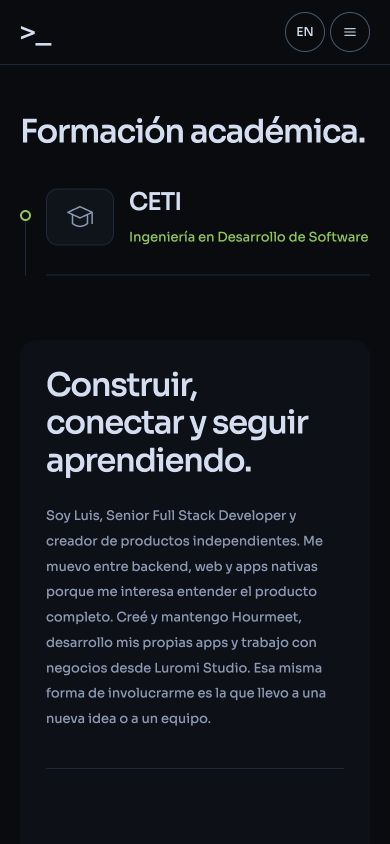 >_
EN
Formación académica.
CETI
Ingeniería en Desarrollo de Software
Construir,
conectar y seguir
aprendiendo.
Soy Luis, Senior Full Stack Developer y
creador de productos independientes. Me
muevo entre backend, web y apps nativas
porque me interesa entender el producto
completo. Creé y mantengo Hourmeet,
desarrollo mis propias apps y trabajo con
negocios desde Luromi Studio. Esa misma
forma de involucrarme es la que llevo a una
nueva idea o a un equipo.